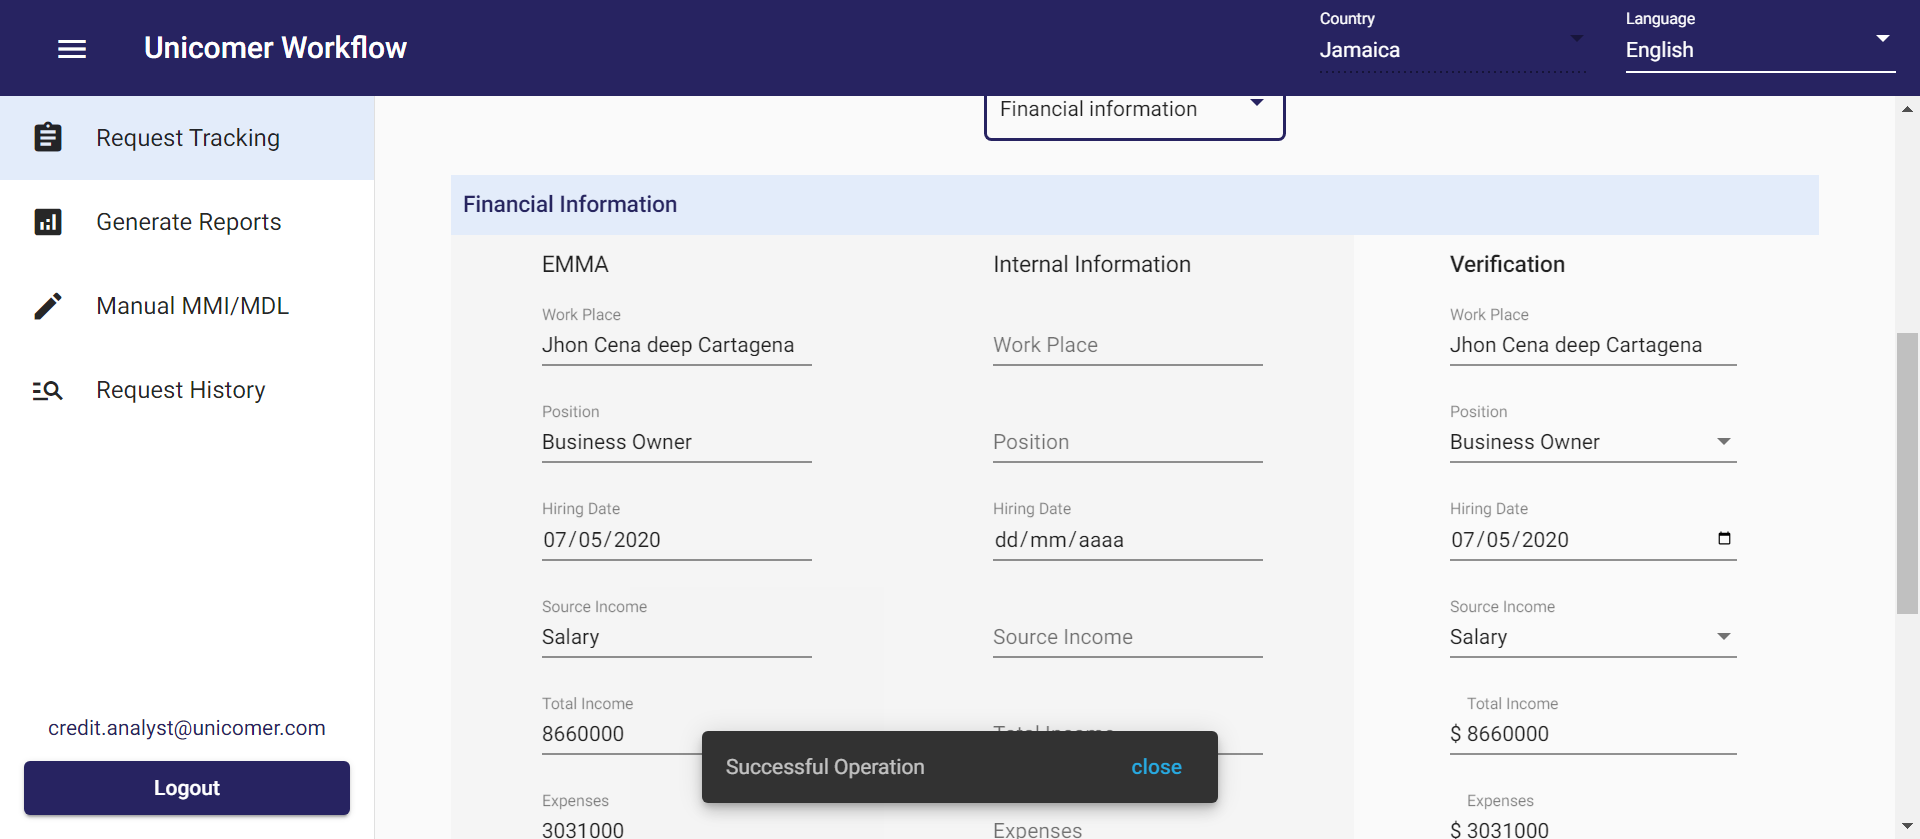 Unicomer Workflow
Country
Jamaica
Language
English
Request Tracking
Generate Reports
Manual MMI/MDL
Request History
credit.analyst@unicomer.com
Logout
Financial information
Financial Information
EMMA
Internal Information
Verification
Work Place
Jhon Cena deep Cartagena
Work Place
Work Place
Jhon Cena deep Cartagena
Position
Business Owner
Position
Position
Business Owner
Hiring Date
07/05/2020
Hiring Date
dd/mm/aaaa
Hiring Date
07/05/2020
Source Income
Salary
Source Income
Source Income
Salary
Total Income
8660000
Total Income
Total Income
$ 8660000
Successful Operation
close
Expenses
3031000
Expenses
Expenses
$ 3031000